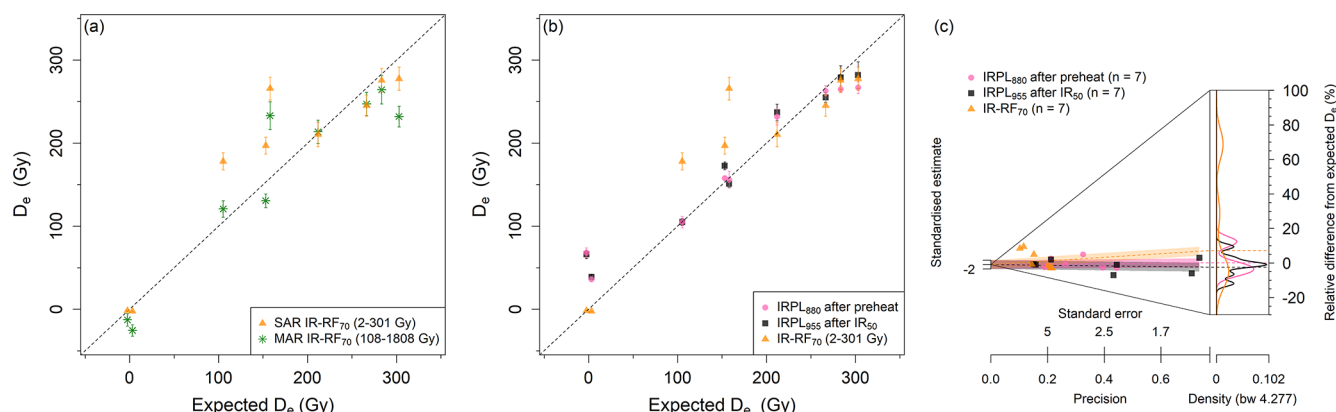 (a)
300
200
100
0
Dₑ (Gy)
SAR IR-RF₇₀ (2-301 Gy)
MAR IR-RF₇₀ (108-1808 Gy)
0 100 200 300
Expected Dₑ (Gy)
(b)
300
200
100
0
Dₑ (Gy)
IRPL₈₈₀ after preheat
IRPL₉₅₅ after IR₅₀
IR-RF₇₀ (2-301 Gy)
0 100 200 300
Expected Dₑ (Gy)
(c)
IRPL₈₈₀ after preheat (n = 7)
IRPL₉₅₅ after IR₅₀ (n = 7)
IR-RF₇₀ (n = 7)
Standardised estimate
-2
Standard error
5 2.5 1.7
0.0 0.2 0.4 0.6
Precision
0 0.102
Density (bw 4.277)
100
80
60
40
20
10
0
-20
Relative difference from expected Dₑ (%)